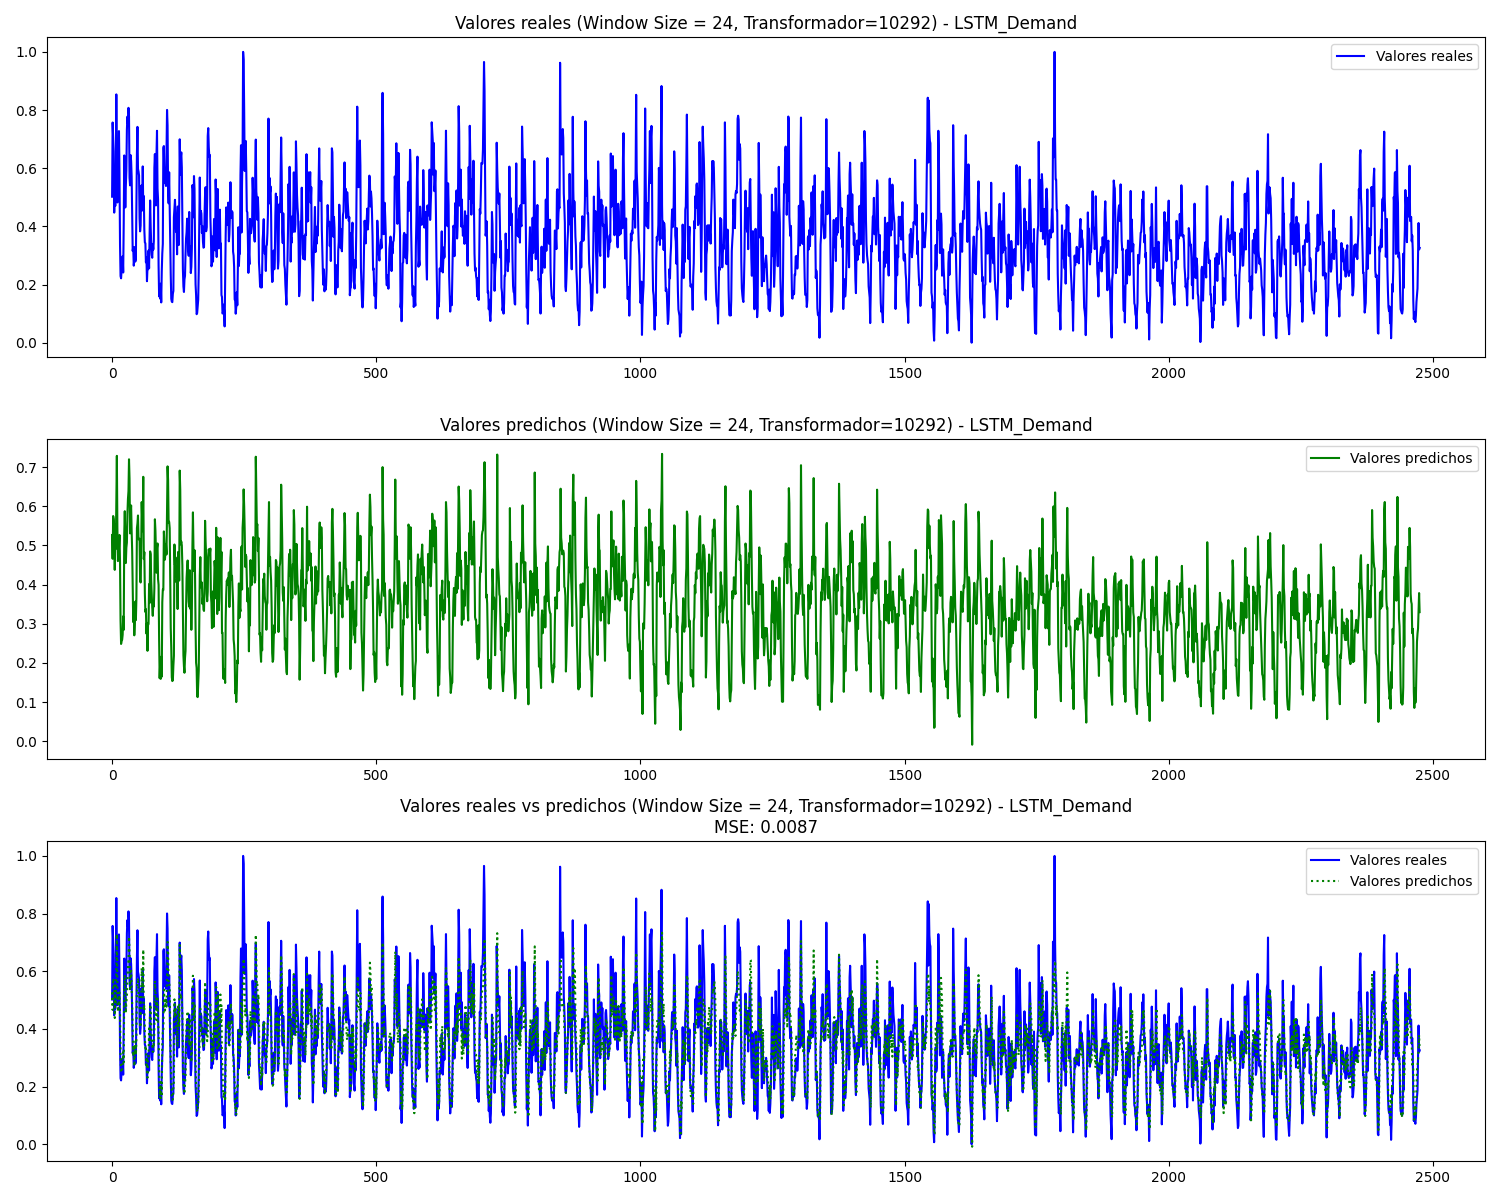 Valores reales (Window Size = 24, Transformador=10292) - LSTM_Demand
Valores reales
1.0
0.8
0.6
0.4
0.2
0.0
0 500 1000 1500 2000 2500
Valores predichos (Window Size = 24, Transformador=10292) - LSTM_Demand
Valores predichos
0.7
0.6
0.5
0.4
0.3
0.2
0.1
0.0
0 500 1000 1500 2000 2500
Valores reales vs predichos (Window Size = 24, Transformador=10292) - LSTM_Demand
MSE: 0.0087
Valores reales
Valores predichos
1.0
0.8
0.6
0.4
0.2
0.0
0 500 1000 1500 2000 2500